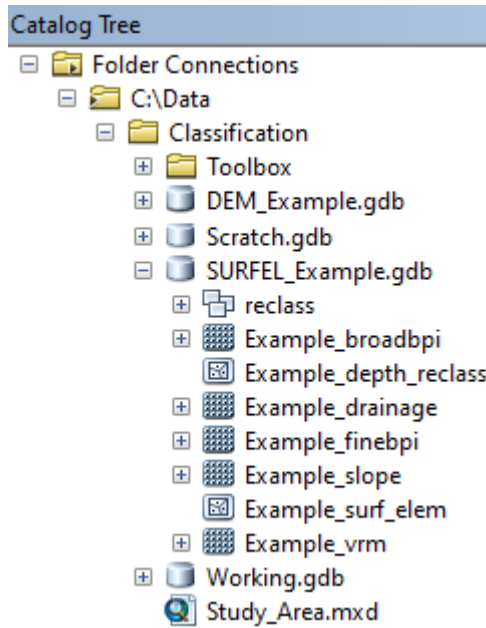 Catalog Tree
Folder Connections
C:\Data
Classification
Toolbox
DEM_Example.gdb
Scratch.gdb
SURFEL_Example.gdb
reclass
Example_broadbpi
Example_depth_reclass
Example_drainage
Example_finebpi
Example_slope
Example_surf_elem
Example_vrm
Working.gdb
Study_Area.mxd